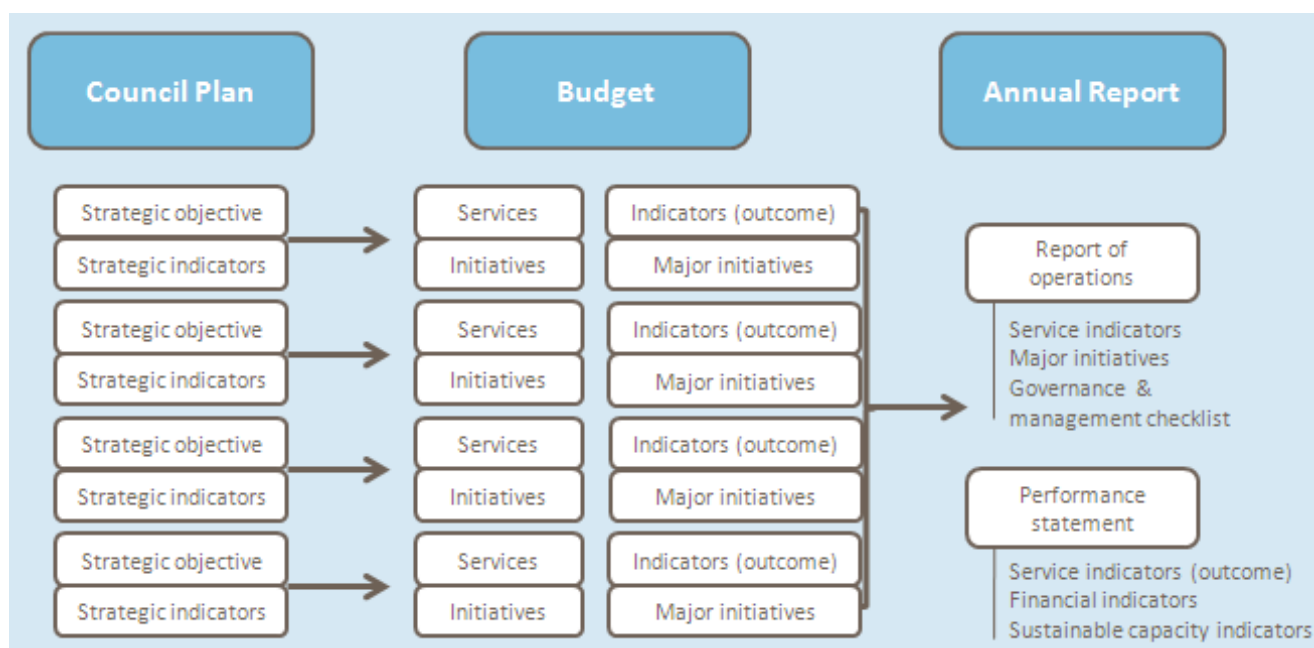 Council Plan
Budget
Annual Report
Strategic objective
Strategic indicators
Services
Initiatives
Indicators (outcome)
Major initiatives
Strategic objective
Strategic indicators
Services
Initiatives
Indicators (outcome)
Major initiatives
Strategic objective
Strategic indicators
Services
Initiatives
Indicators (outcome)
Major initiatives
Strategic objective
Strategic indicators
Services
Initiatives
Indicators (outcome)
Major initiatives
Report of
operations
Service indicators
Major initiatives
Governance &
management checklist
Performance
statement
Service indicators (outcome)
Financial indicators
Sustainable capacity indicators